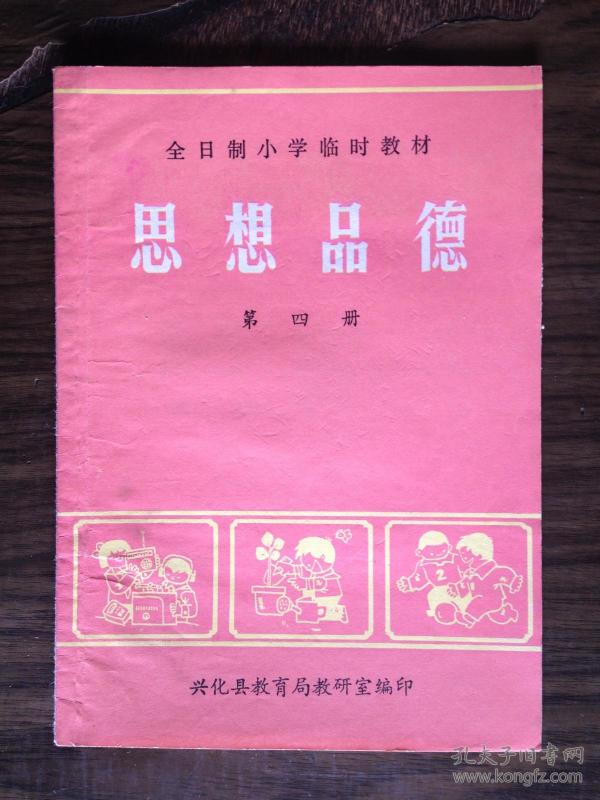 全日制小学临时教材
思想品德
第四册
兴化县教育局教研室编印
孔夫子旧书网
www.kongfz.com